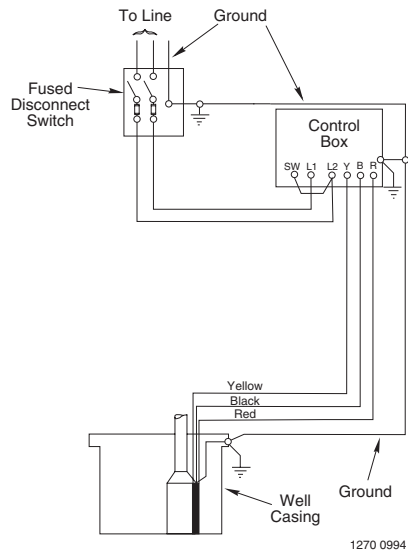 To Line
Ground
Fused
Disconnect
Switch
Control
Box
SW L1 L2 Y B R
Yellow
Black
Red
Well
Casing
Ground
1270 0994